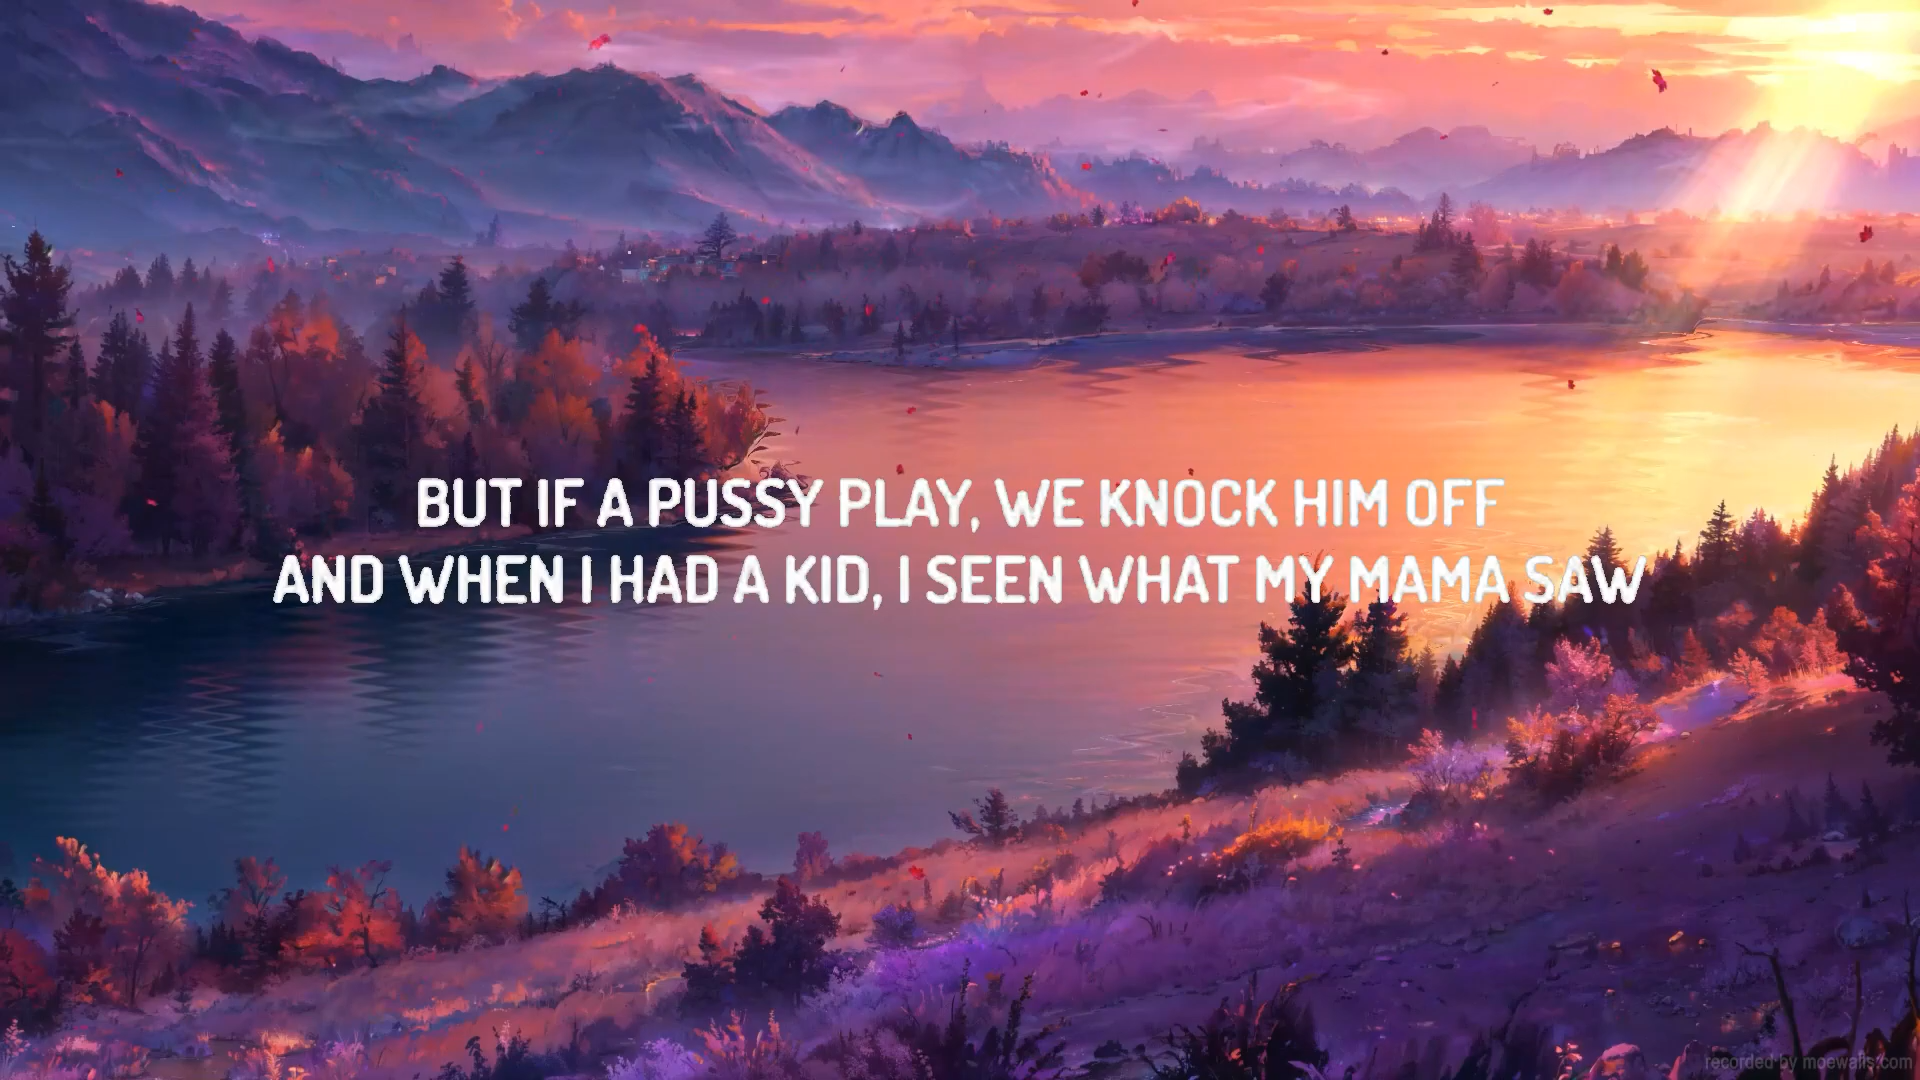 BUT IF A PUSSY PLAY, WE KNOCK HIM OFF
AND WHEN I HAD A KID, I SEEN WHAT MY MAMA SAW
recorded by moewalls.com